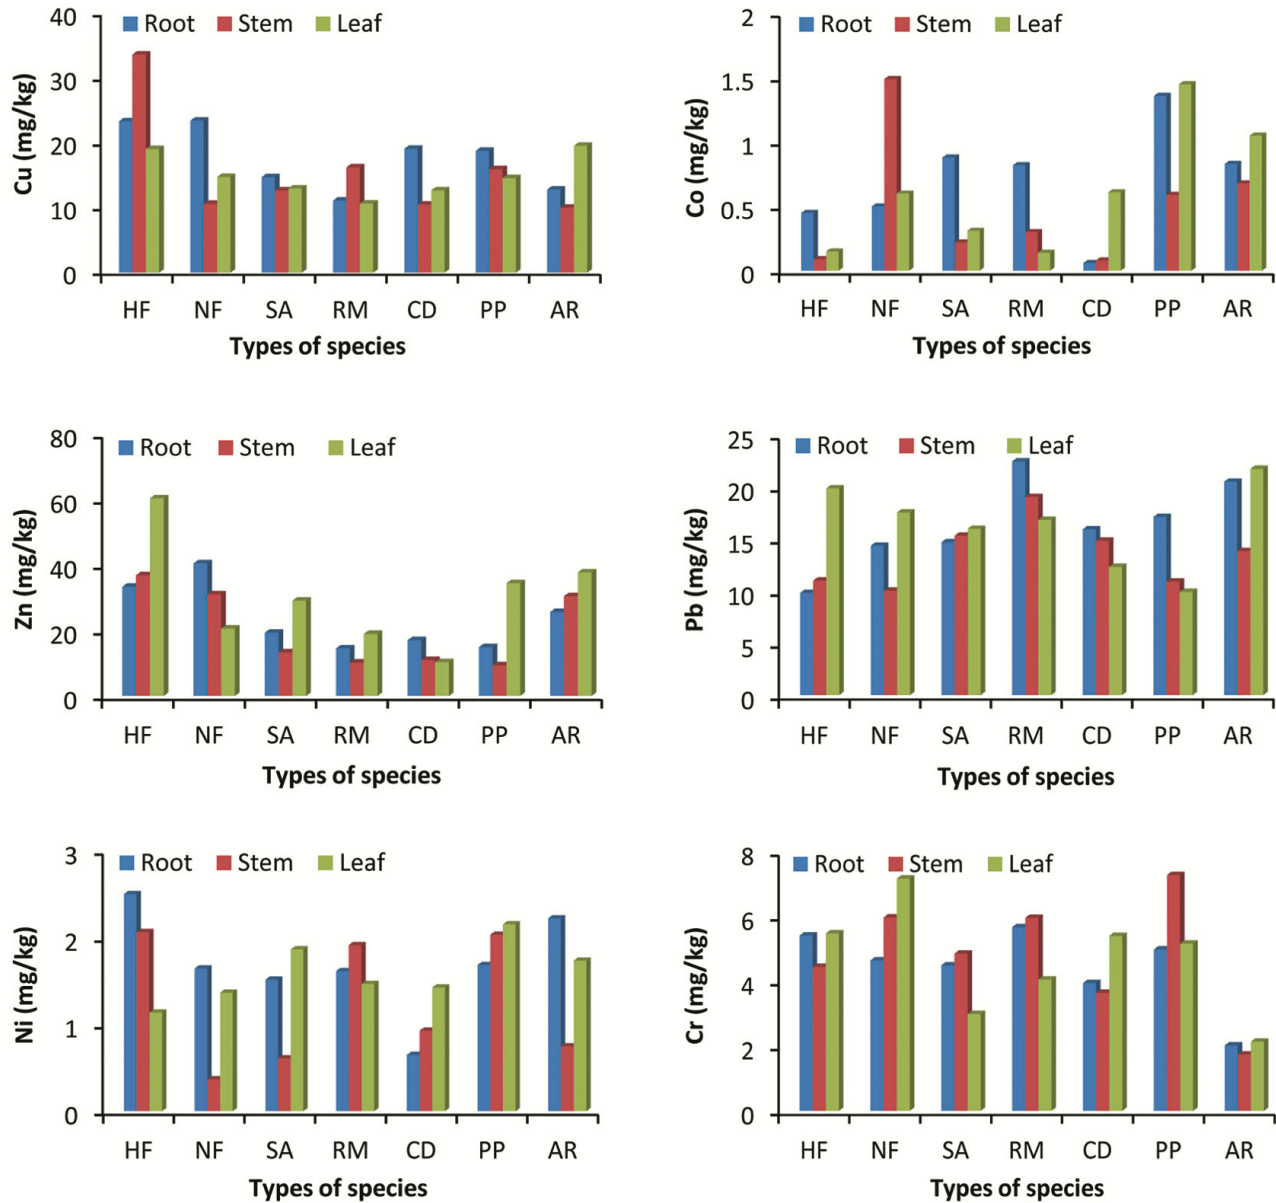 Cu (mg/kg)
Root Stem Leaf
40
30
20
10
0
HF NF SA RM CD PP AR
Types of species
Co (mg/kg)
Root Stem Leaf
2
1.5
1
0.5
0
HF NF SA RM CD PP AR
Types of species
Zn (mg/kg)
Root Stem Leaf
80
60
40
20
0
HF NF SA RM CD PP AR
Types of species
Pb (mg/kg)
Root Stem Leaf
25
20
15
10
5
0
HF NF SA RM CD PP AR
Types of species
Ni (mg/kg)
Root Stem Leaf
3
2
1
0
HF NF SA RM CD PP AR
Types of species
Cr (mg/kg)
Root Stem Leaf
8
6
4
2
0
HF NF SA RM CD PP AR
Types of species